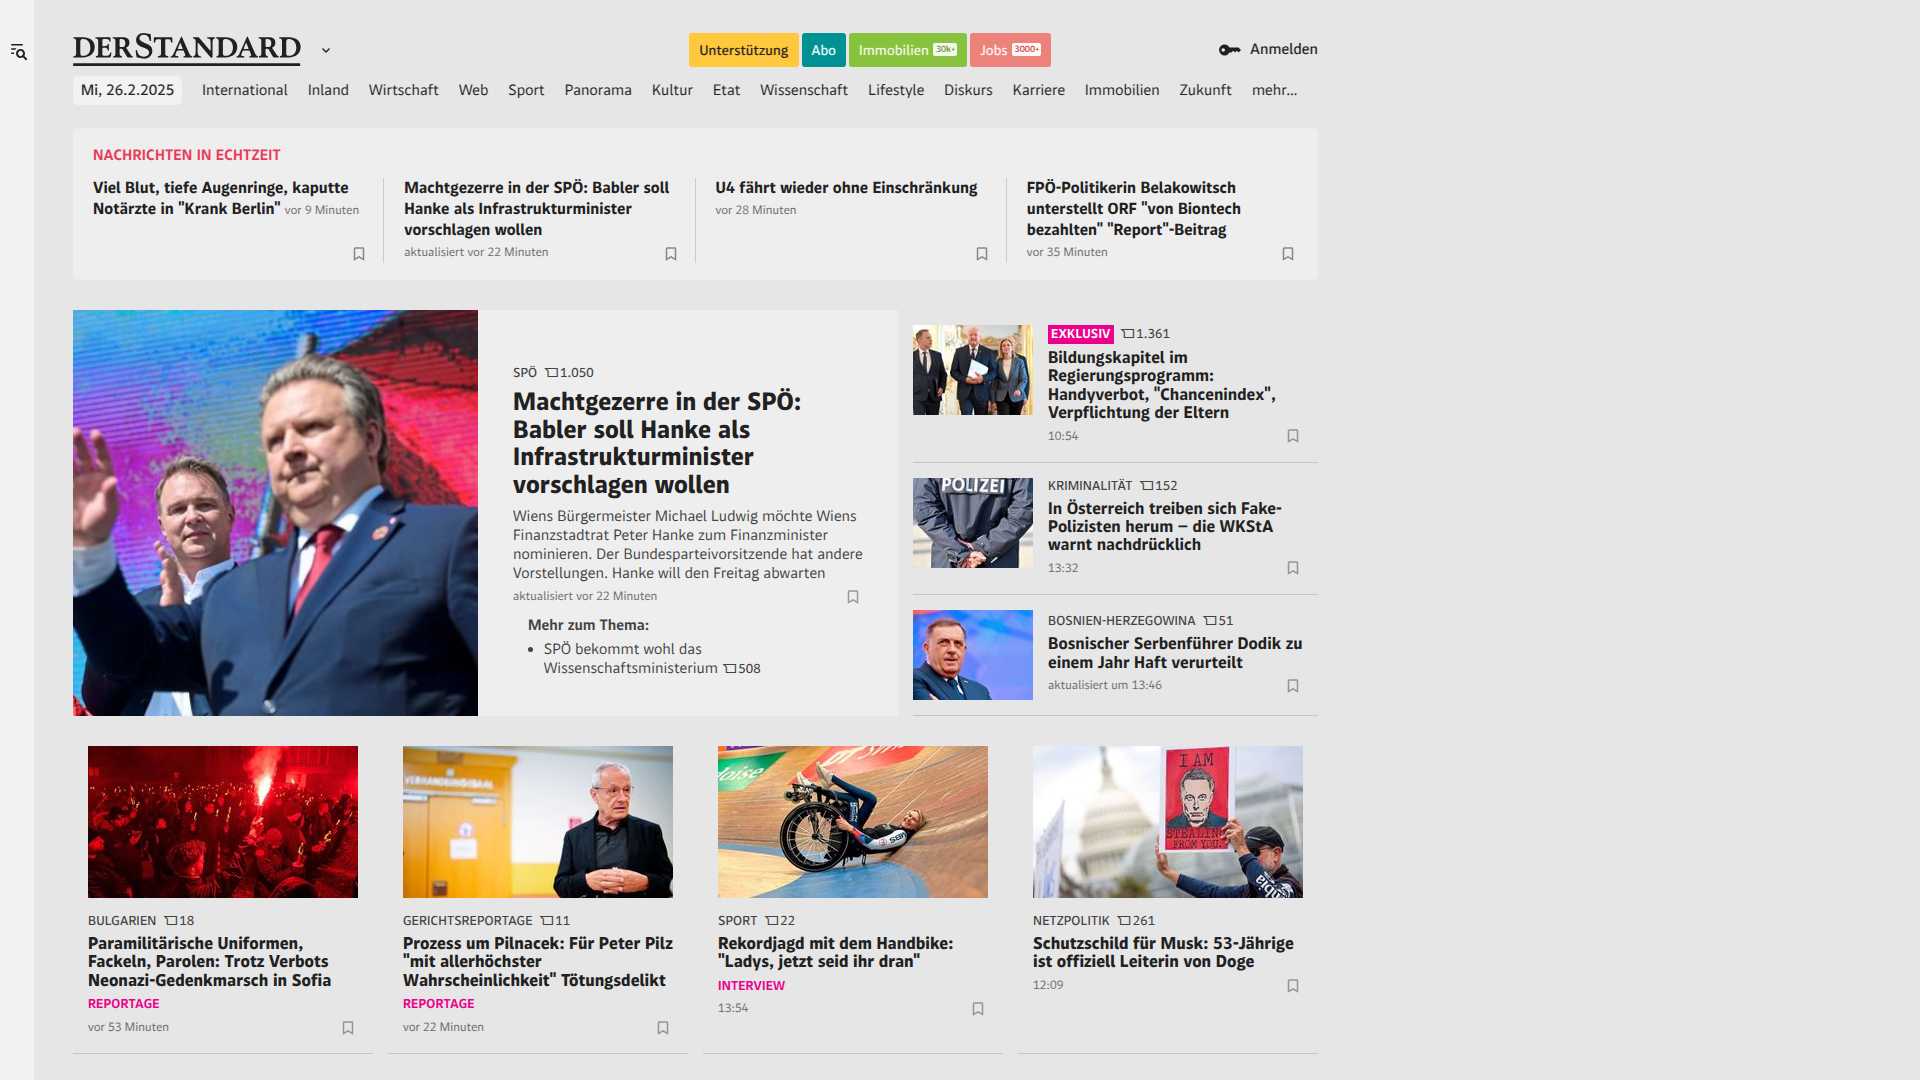 DERSTANDARD
Unterstützung
Abo
Immobilien 30k+
Jobs 3000+
Anmelden
Mi, 26.2.2025
International
Inland
Wirtschaft
Web
Sport
Panorama
Kultur
Etat
Wissenschaft
Lifestyle
Diskurs
Karriere
Immobilien
Zukunft
mehr...
NACHRICHTEN IN ECHTZEIT
Viel Blut, tiefe Augenringe, kaputte
Notärzte in "Krank Berlin" vor 9 Minuten
Machtgezerre in der SPÖ: Babler soll
Hanke als Infrastrukturminister
vorschlagen wollen
aktualisiert vor 22 Minuten
U4 fährt wieder ohne Einschränkung
vor 28 Minuten
FPÖ-Politikerin Belakowitsch
unterstellt ORF "von Biontech
bezahlten" "Report"-Beitrag
vor 35 Minuten
SPÖ 1.050
Machtgezerre in der SPÖ:
Babler soll Hanke als
Infrastrukturminister
vorschlagen wollen
Wiens Bürgermeister Michael Ludwig möchte Wiens
Finanzstadtrat Peter Hanke zum Finanzminister
nominieren. Der Bundesparteivorsitzende hat andere
Vorstellungen. Hanke will den Freitag abwarten
aktualisiert vor 22 Minuten
Mehr zum Thema:
• SPÖ bekommt wohl das
Wissenschaftsministerium 508
EXKLUSIV 1.361
Bildungskapitel im
Regierungsprogramm:
Handyverbot, "Chancenindex",
Verpflichtung der Eltern
10:54
POLIZEI
KRIMINALITÄT 152
In Österreich treiben sich Fake-
Polizisten herum – die WKStA
warnt nachdrücklich
13:32
BOSNIEN-HERZEGOWINA 51
Bosnischer Serbenführer Dodik zu
einem Jahr Haft verurteilt
aktualisiert um 13:46
BULGARIEN 18
Paramilitärische Uniformen,
Fackeln, Parolen: Trotz Verbots
Neonazi-Gedenkmarsch in Sofia
REPORTAGE
vor 53 Minuten
VERHANDLUNGSSAAL
GERICHTSREPORTAGE 11
Prozess um Pilnacek: Für Peter Pilz
"mit allerhöchster
Wahrscheinlichkeit" Tötungsdelikt
REPORTAGE
vor 22 Minuten
SPORT 22
Rekordjagd mit dem Handbike:
"Ladys, jetzt seid ihr dran"
INTERVIEW
13:54
I AM
STEALING
FROM YOU.
NETZPOLITIK 261
Schutzschild für Musk: 53-Jährige
ist offiziell Leiterin von Doge
12:09